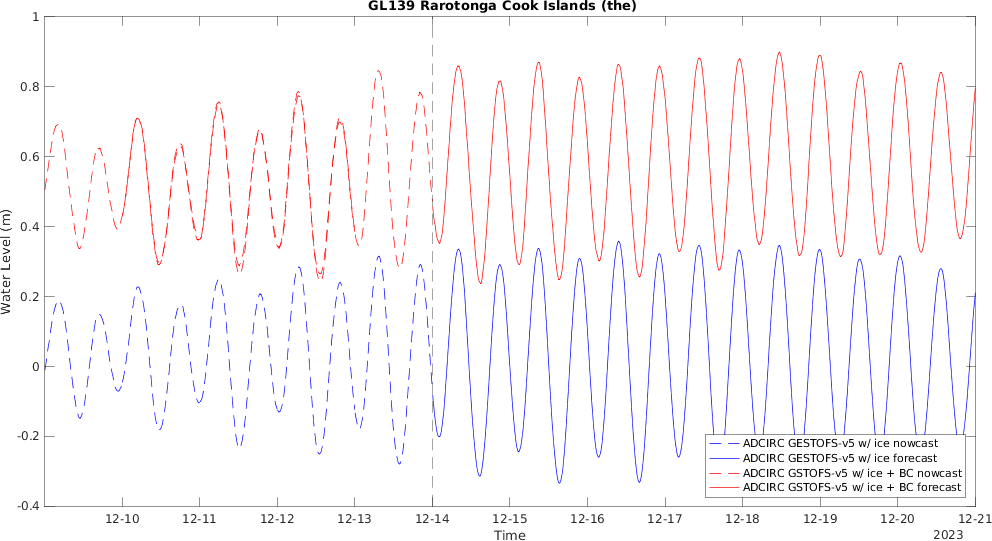 GL139 Rarotonga Cook Islands (the)
1
0.8
0.6
0.4
0.2
0
-0.2
-0.4
Water Level (m)
ADCIRC GESTOFS-v5 w/ ice nowcast
ADCIRC GESTOFS-v5 w/ ice forecast
ADCIRC GSTOFS-v5 w/ ice + BC nowcast
ADCIRC GSTOFS-v5 w/ ice + BC forecast
12-10 12-11 12-12 12-13 12-14 12-15 12-16 12-17 12-18 12-19 12-20 12-21
Time
2023